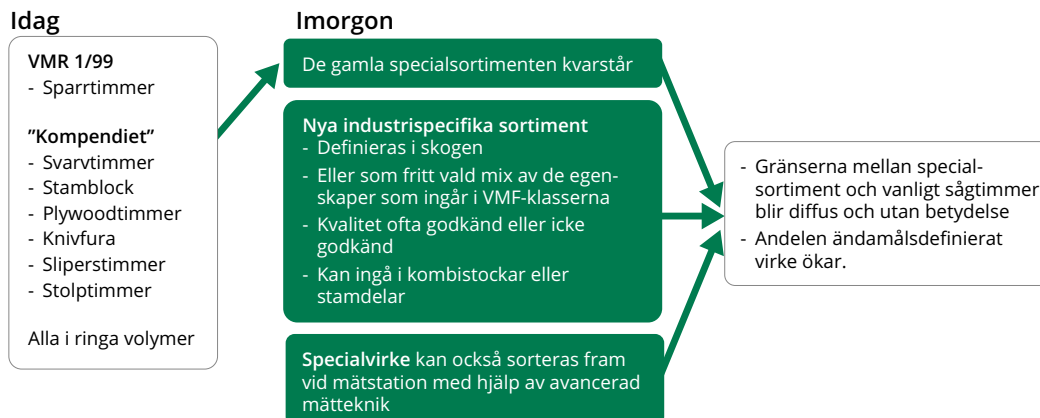 Idag
VMR 1/99
- Sparrtimmer
”Kompendiet”
- Svarvtimmer
- Stamblock
- Plywoodtimmer
- Knivfura
- Sliperstimmer
- Stolptimmer
Alla i ringa volymer
Imorgon
De gamla specialsortimenten kvarstår
Nya industrispecifika sortiment
- Definieras i skogen
- Eller som fritt vald mix av de egen-
skaper som ingår i VMF-klasserna
- Kvalitet ofta godkänd eller icke
godkänd
- Kan ingå i kombistockar eller
stamdelar
Specialvirke kan också sorteras fram
vid mätstation med hjälp av avancerad
mätteknik
- Gränserna mellan special-
sortiment och vanligt sågtimmer
blir diffus och utan betydelse
- Andelen ändamålsdefinierat
virke ökar.